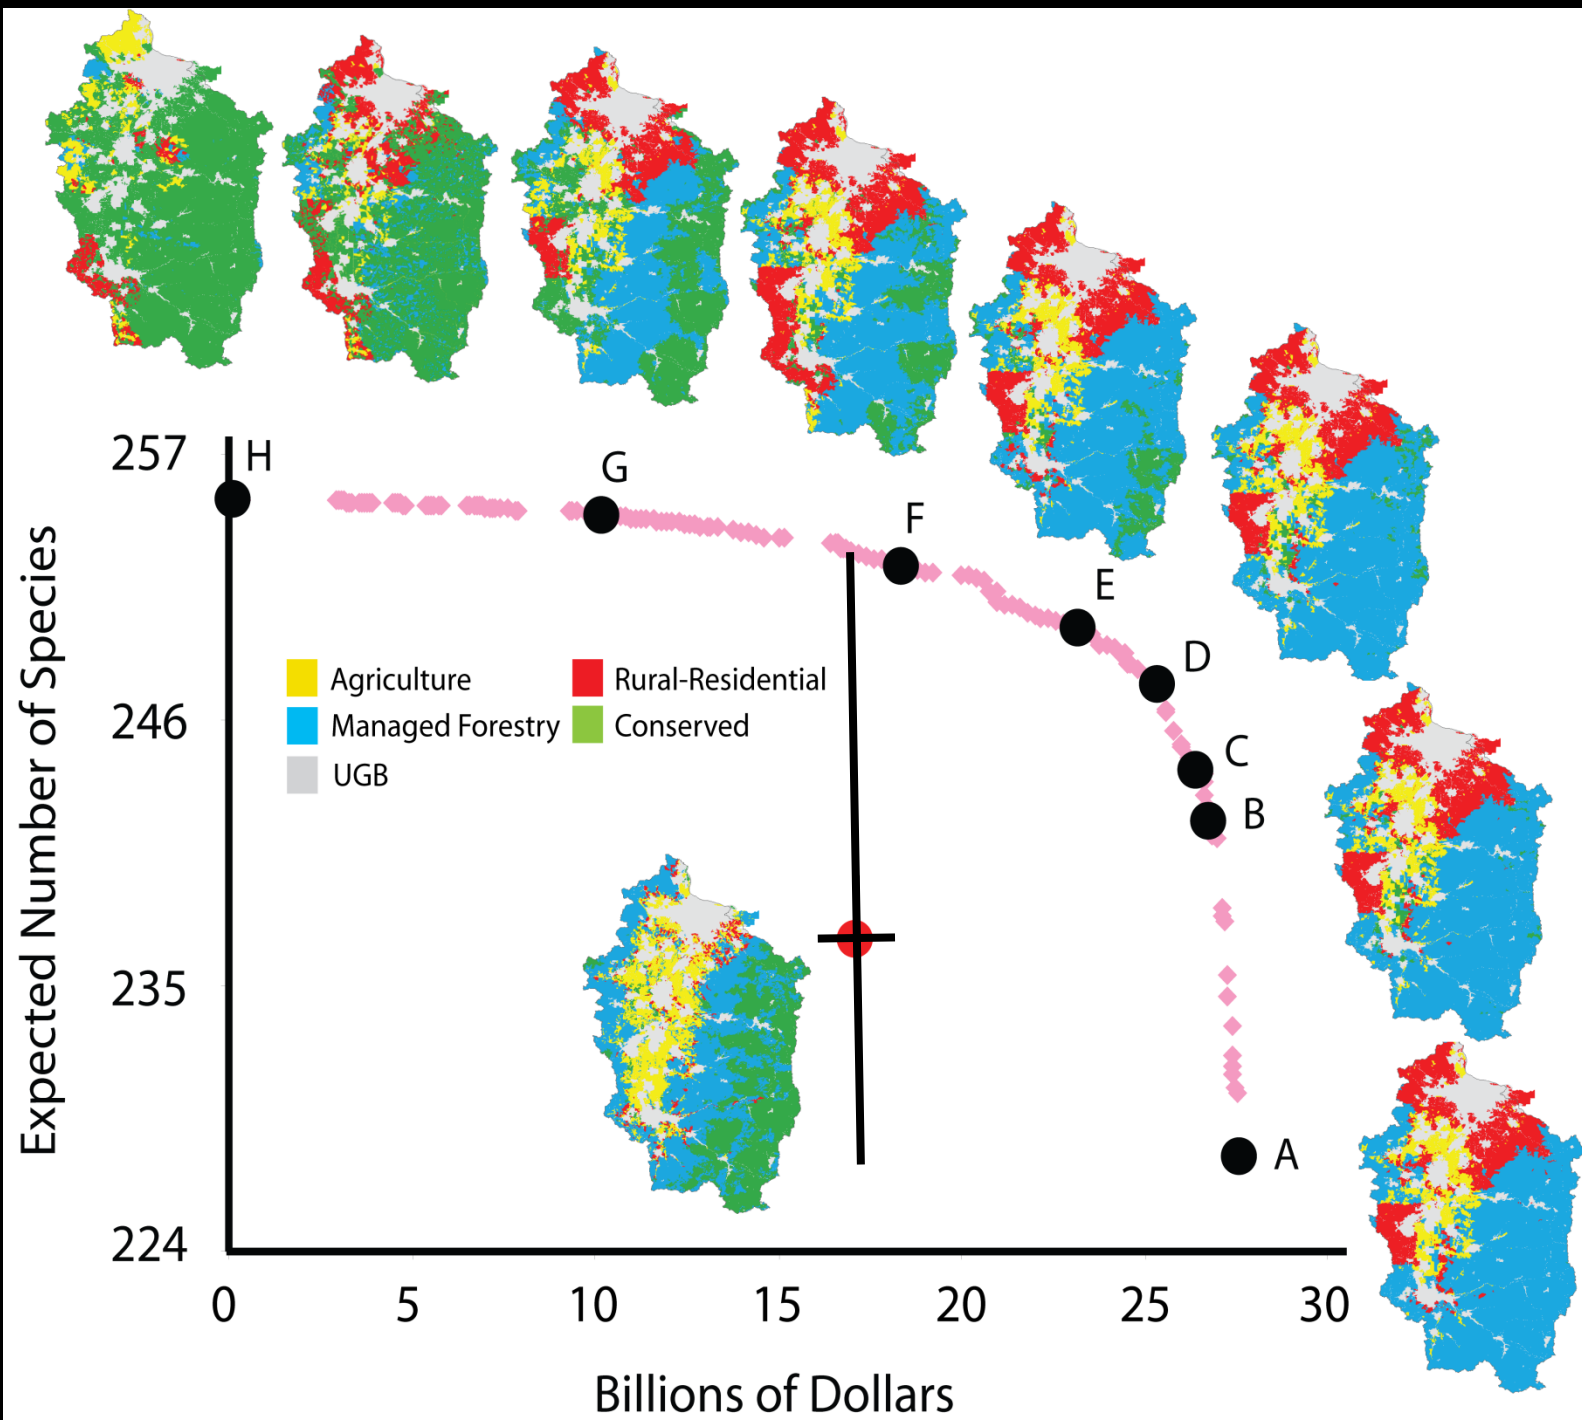 257
H
G
F
E
D
C
B
A
246
235
224
Expected Number of Species
Agriculture
Rural-Residential
Managed Forestry
Conserved
UGB
0
5
10
15
20
25
30
Billions of Dollars